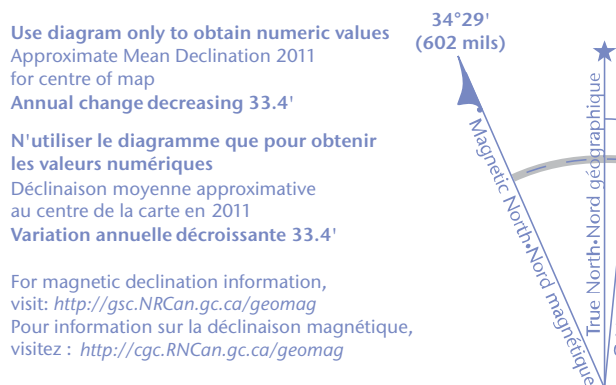 Use diagram only to obtain numeric values
Approximate Mean Declination 2011
for centre of map
Annual change decreasing 33.4'
N'utiliser le diagramme que pour obtenir
les valeurs numériques
Déclinaison moyenne approximative
au centre de la carte en 2011
Variation annuelle décroissante 33.4'
For magnetic declination information,
visit: http://gsc.NRCan.gc.ca/geomag
Pour information sur la déclinaison magnétique,
visitez : http://cgc.RNCan.gc.ca/geomag
34°29'
(602 mils)
Magnetic North•Nord magnétique
True North•Nord géographique